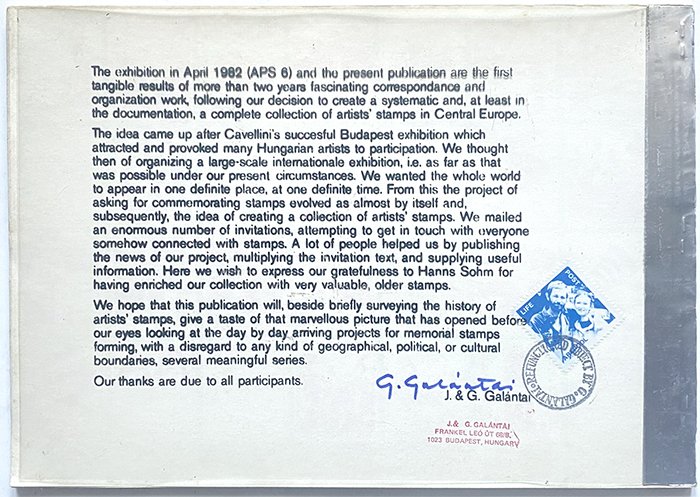 The exhibition in April 1982 (APS 6) and the present publication are the first
tangible results of more than two years fascinating correspondence and
organization work, following our decision to create a systematic and, at least in
the documentation, a complete collection of artists' stamps in Central Europe.
The idea came up after Cavellini's succesful Budapest exhibition which
attracted and provoked many Hungarian artists to participation. We thought
then of organizing a large-scale internationale exhibition, i.e. as far as that
was possible under our present circumstances. We wanted the whole world
to appear in one definite place, at one definite time. From this the project of
asking for commemorating stamps evolved as almost by itself and,
subsequently, the idea of creating a collection of artists' stamps. We mailed
an enormous number of invitations, attempting to get in touch with everyone
somehow connected with stamps. A lot of people helped us by publishing
the news of our project, multiplying the invitation text, and supplying useful
information. Here we wish to express our gratefulness to Hanns Sohm for
having enriched our collection with very valuable, older stamps.
We hope that this publication will, beside briefly surveying the history of
artists' stamps, give a taste of that marvellous picture that has opened before
our eyes looking at the day by day arriving projects for memorial stamps
forming, with a disregard to any kind of geographical, political, or cultural
boundaries, several meaningful series.
Our thanks are due to all participants.
G. Galántai
J. & G. Galántai
J. & G. GALÁNTAI
FRANKEL LEÓ ÚT 68/B.
1023 BUDAPEST, HUNGARY
LIFE
POST
REFUNCTIONED OBJECT BY G. GALÁNTAI